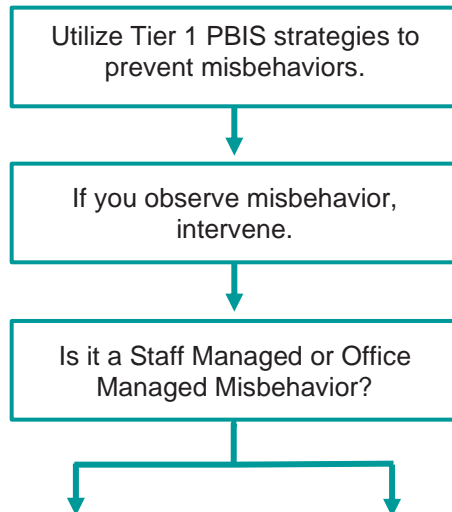 Utilize Tier 1 PBIS strategies to
prevent misbehaviors.
If you observe misbehavior,
intervene.
Is it a Staff Managed or Office
Managed Misbehavior?